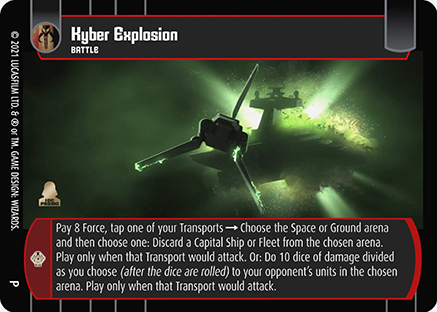 Kyber Explosion
BATTLE
© 2021 LUCASFILM LTD. & ® or TM. GAME DESIGN: WIZARDS.
Pay 8 Force, tap one of your Transports → Choose the Space or Ground arena
and then choose one: Discard a Capital Ship or Fleet from the chosen arena.
Play only when that Transport would attack. Or: Do 10 dice of damage divided
as you choose (after the dice are rolled) to your opponent's units in the chosen
arena. Play only when that Transport would attack.
P